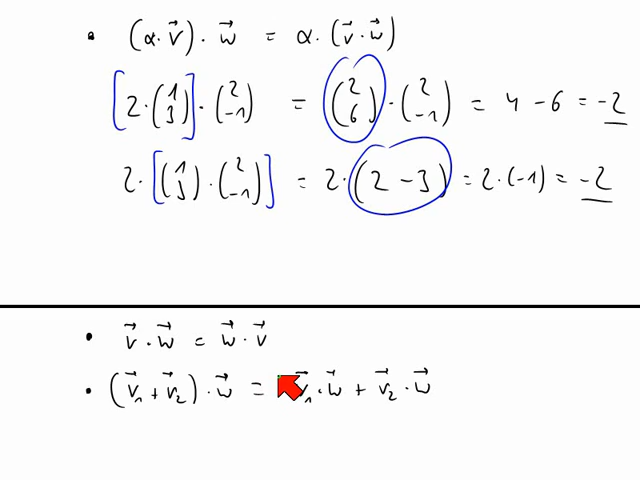 • (α · v⃗) · w⃗ = α · (v⃗ · w⃗)
[2 · (1 3)] · (2 -1) = (2 6) · (2 -1) = 4 - 6 = -2
2 · [(1 3) · (2 -1)] = 2 · (2 - 3) = 2 · (-1) = -2
• v⃗ · w⃗ = w⃗ · v⃗
• (v⃗₁ + v⃗₂) · w⃗ = v⃗₁ · w⃗ + v⃗₂ · w⃗